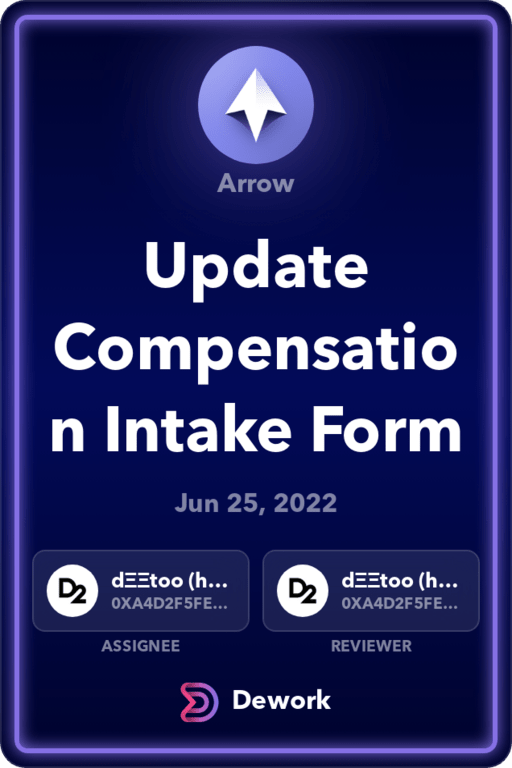 Arrow
Update
Compensatio
n Intake Form
Jun 25, 2022
D2 dΞΞtoo (h...
0XA4D2F5FE...
ASSIGNEE
D2 dΞΞtoo (h...
0XA4D2F5FE...
REVIEWER
Dework